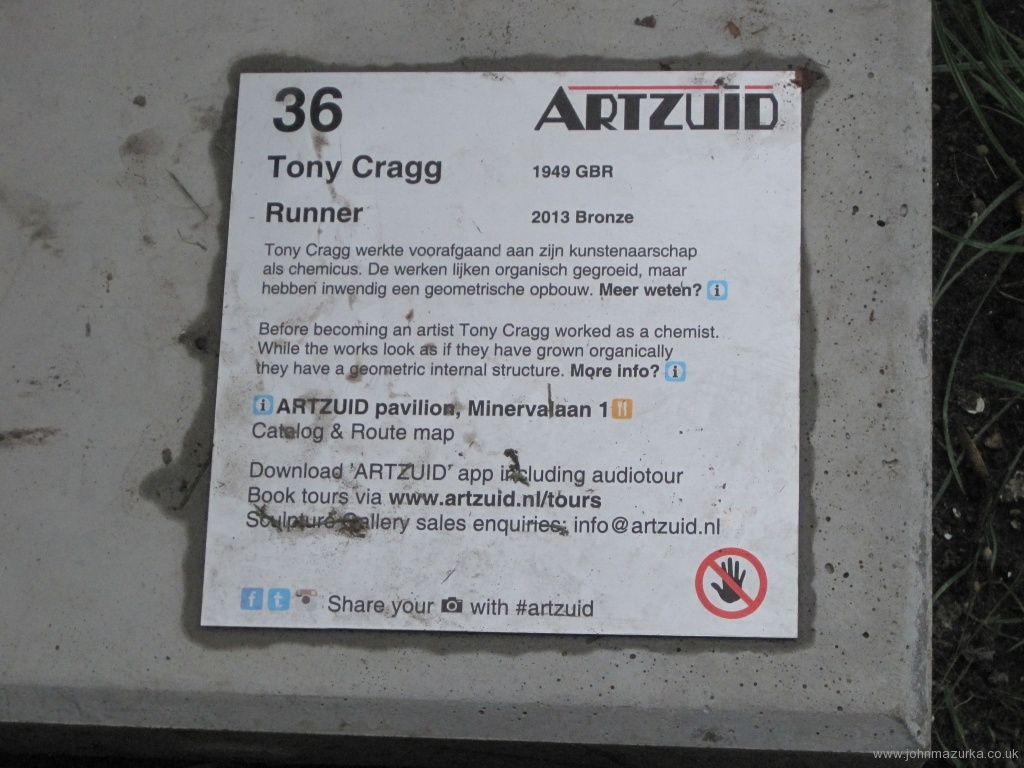 36
ARTZUID
Tony Cragg
1949 GBR
Runner
2013 Bronze
Tony Cragg werkte voorafgaand aan zijn kunstenaarschap
als chemicus. De werken lijken organisch gegroeid, maar
hebben inwendig een geometrische opbouw. Meer weten? i
Before becoming an artist Tony Cragg worked as a chemist.
While the works look as if they have grown organically
they have a geometric internal structure. More info? i
i ARTZUID pavilion, Minervalaan 1
Catalog & Route map
Download 'ARTZUID' app including audiotour
Book tours via www.artzuid.nl/tours
Sculpture Gallery sales enquiries: info@artzuid.nl
f t Share your with #artzuid
www.johnmazurka.co.uk